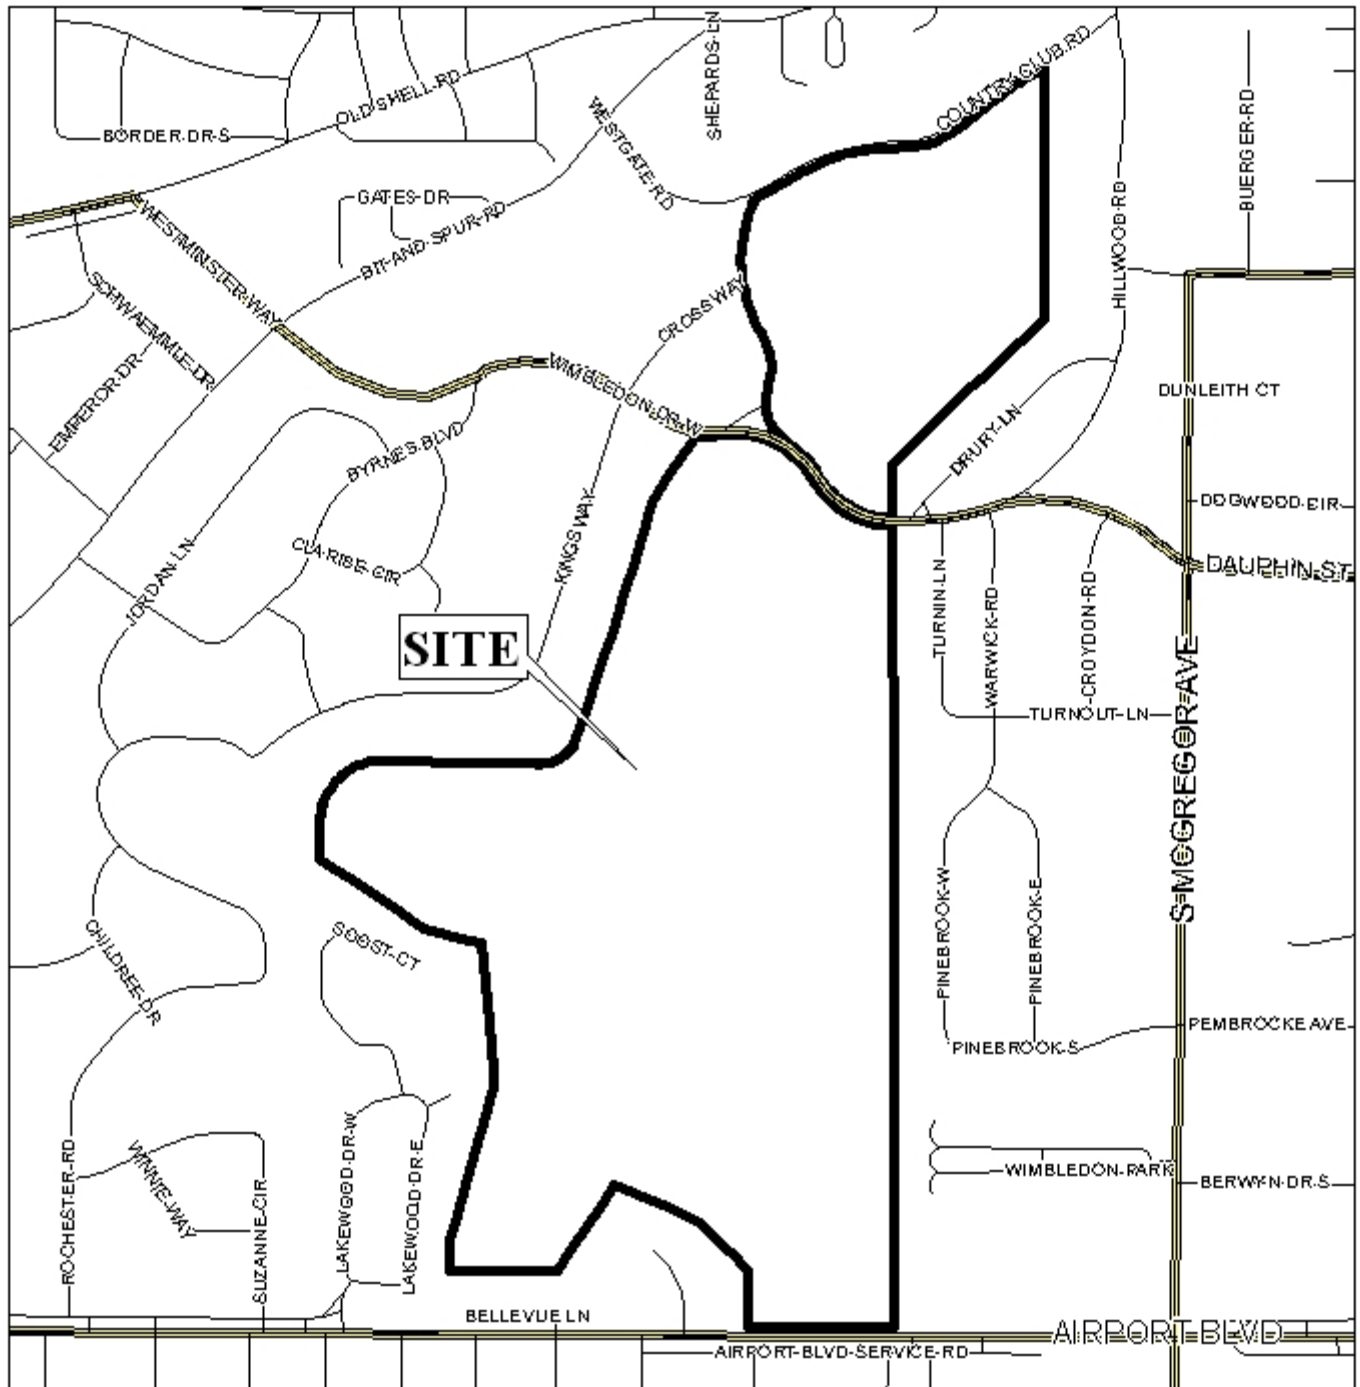 SHEPARDS-LN
COUNTRY-CLUB-RD
OLD-SHELL-RD
BORDER-DR-S
WESTGATE-RD
BUERGER-RD
GATES-DR
BIT-AND-SPUR-RD
HILLWOOD-RD
WESTMINSTER-WAY
SCHWAEMMLE-DR
CROSSWAY
EMPEROR-DR
WIMBLEDON-DR-W
DUNLEITH CT
BYRNES-BLVD
DRURY-LN
DOGWOOD-CIR
KINGSWAY
CLARISE-CIR
JORDAN-LN
DAUPHIN-ST
TURNIN-LN
WARWICK-RD
CROYDON-RD
SITE
TURNOUT-LN
S-MCGREGOR-AVE
PINEBROOK-W
PINEBROOK-E
SOOST-CT
CHILDREE-DR
PEMBROCKE AVE
PINEBROOK-S
WINNIE-WAY
LAKEWOOD-DR-W
LAKEWOOD-DR-E
ROCHESTER-RD
SUZANNE-CIR
WIMBLEDON-PARK
BERWYN-DR-S
BELLEVUE LN
AIRPORT-BLVD
AIRPORT-BLVD-SERVICE-RD